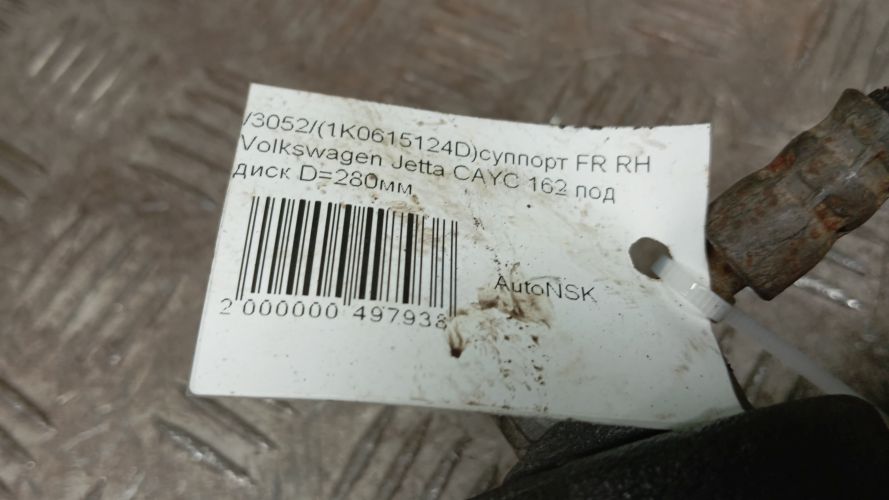 /3052/(1K0615124D)суппорт FR RH
Volkswagen Jetta CAYC 162 под
диск D=280мм
AutoNSK
2 000000 497938